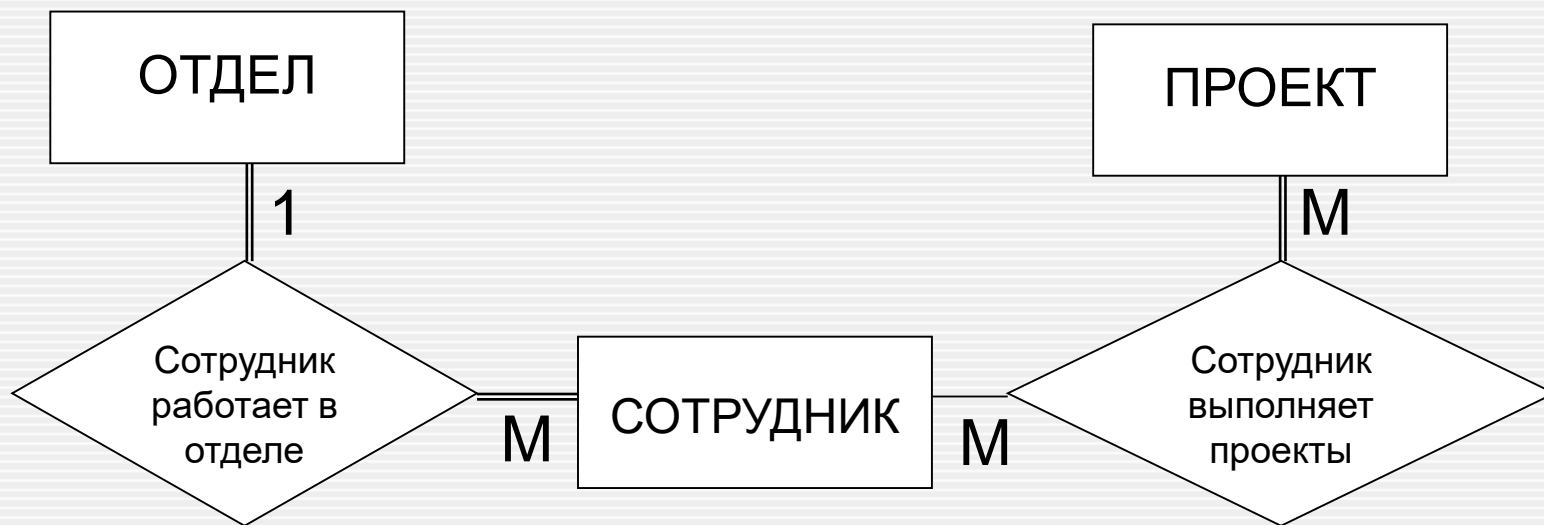 ОТДЕЛ
ПРОЕКТ
1
М
Сотрудник
работает в
отделе
М
СОТРУДНИК
М
Сотрудник
выполняет
проекты